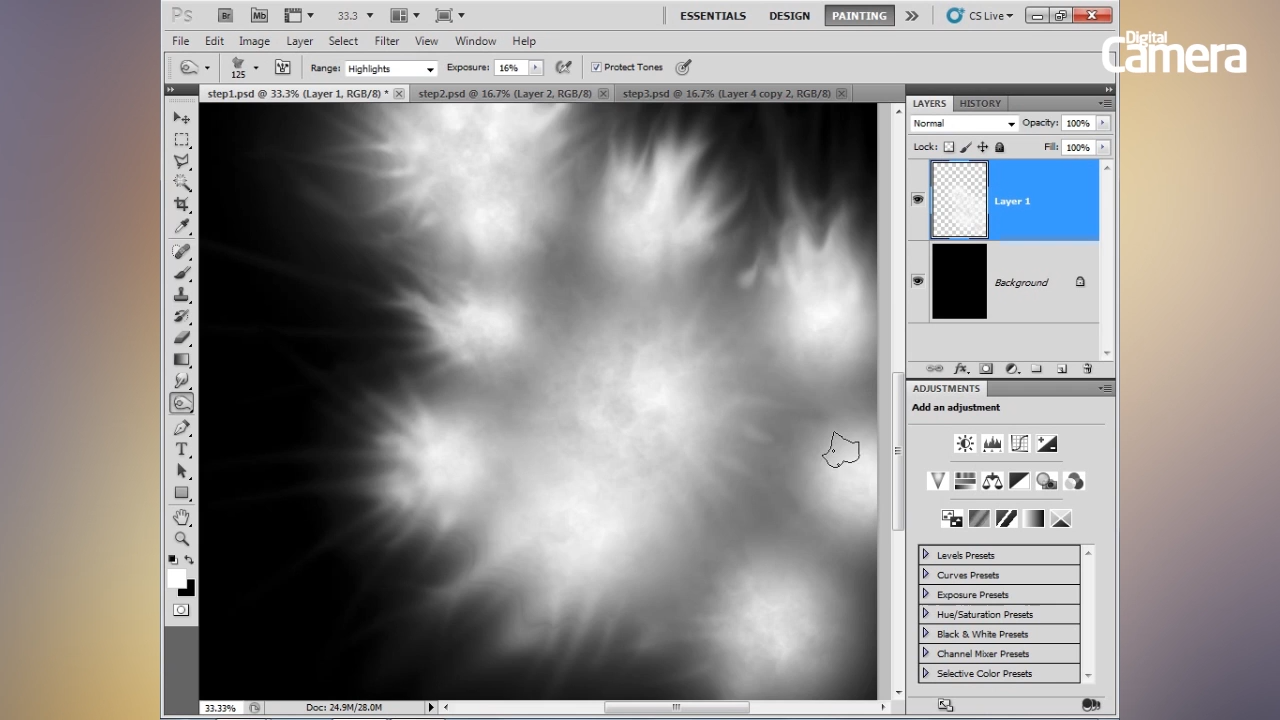 Ps Br Mb 33.3 ESSENTIALS DESIGN PAINTING CS Live
Digital
Camera
File Edit Image Layer Select Filter View Window Help
125 Range: Highlights Exposure: 16% Protect Tones
step1.psd @ 33.3% (Layer 1, RGB/8) * step2.psd @ 16.7% (Layer 2, RGB/8) step3.psd @ 16.7% (Layer 4 copy 2, RGB/8)
LAYERS HISTORY
Normal Opacity: 100%
Lock: Fill: 100%
Layer 1
Background
fx
ADJUSTMENTS
Add an adjustment
T
Levels Presets
Curves Presets
Exposure Presets
Hue/Saturation Presets
Black & White Presets
Channel Mixer Presets
Selective Color Presets
33.33% Doc: 24.9M/28.0M